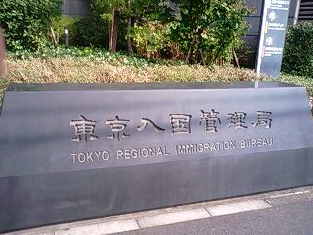 東京入国管理局
TOKYO REGIONAL IMMIGRATION BUREAU